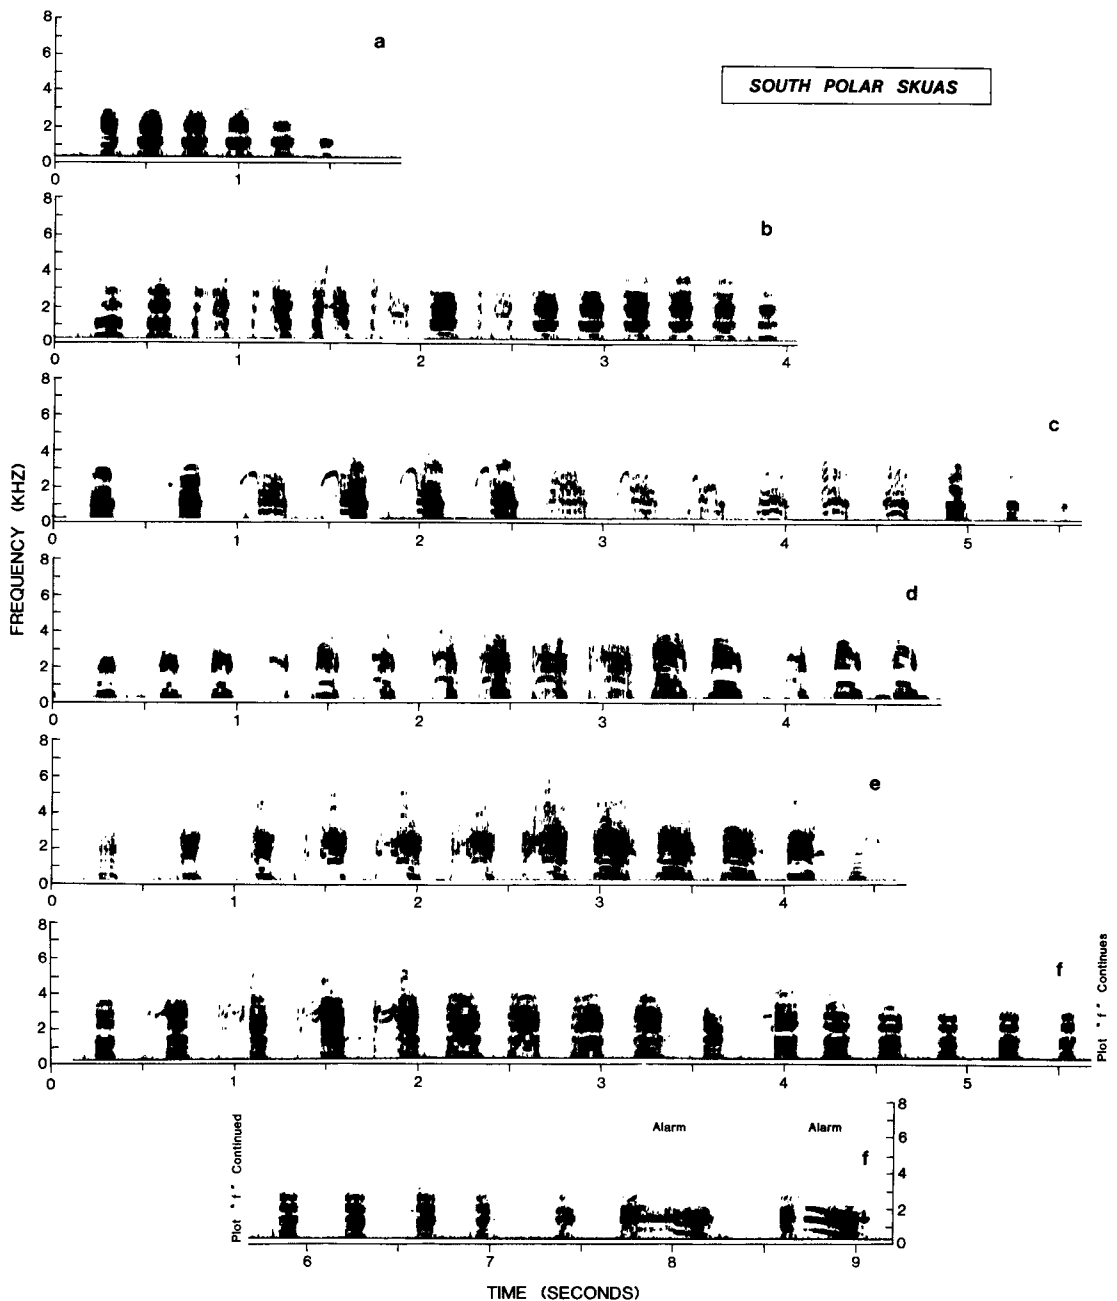 8
a
6
SOUTH POLAR SKUAS
4
2
0
0 1
8
b
6
4
2
0
0 1 2 3 4
8
c
6
4
2
0
0 1 2 3 4 5
FREQUENCY (KHZ)
8
d
6
4
2
0
0 1 2 3 4
8
e
6
4
2
0
0 1 2 3 4
8
f
6
4
2
0
0 1 2 3 4 5
Plot "f" Continues
Plot "f" Continued
Alarm Alarm
f
8
6
4
2
0
6 7 8 9
TIME (SECONDS)